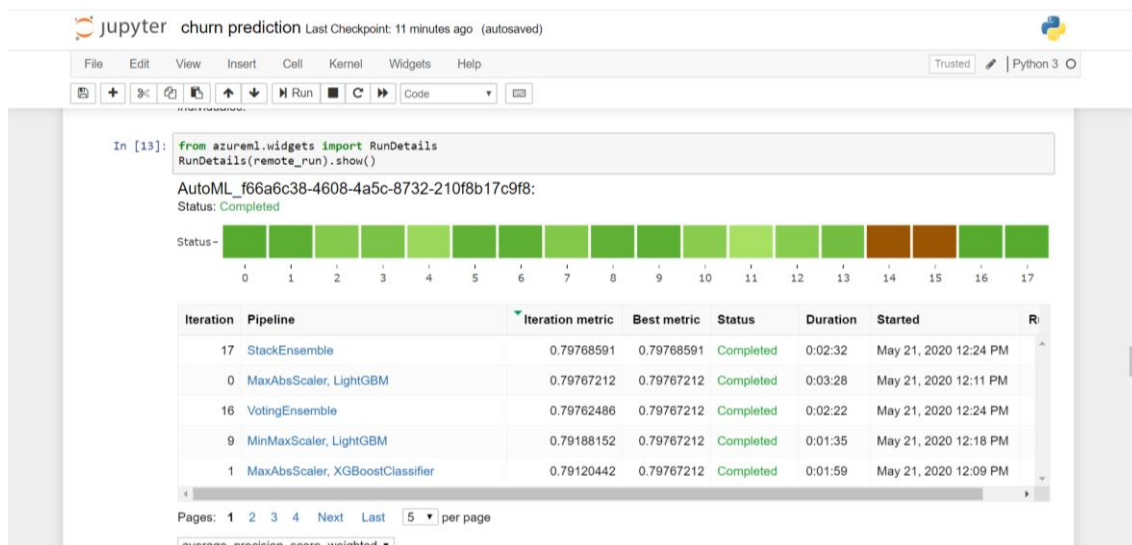 jupyter churn prediction Last Checkpoint: 11 minutes ago (autosaved)
File Edit View Insert Cell Kernel Widgets Help Trusted Python 3
Run Code
In [13]: from azureml.widgets import RunDetails
RunDetails(remote_run).show()
AutoML_f66a6c38-4608-4a5c-8732-210f8b17c9f8:
Status: Completed
Status
0 1 2 3 4 5 6 7 8 9 10 11 12 13 14 15 16 17
Iteration Pipeline Iteration metric Best metric Status Duration Started
17 StackEnsemble 0.79768591 0.79768591 Completed 0:02:32 May 21, 2020 12:24 PM
0 MaxAbsScaler, LightGBM 0.79767212 0.79767212 Completed 0:03:28 May 21, 2020 12:11 PM
16 VotingEnsemble 0.79762486 0.79767212 Completed 0:02:22 May 21, 2020 12:24 PM
9 MinMaxScaler, LightGBM 0.79188152 0.79767212 Completed 0:01:35 May 21, 2020 12:18 PM
1 MaxAbsScaler, XGBoostClassifier 0.79120442 0.79767212 Completed 0:01:59 May 21, 2020 12:09 PM
Pages: 1 2 3 4 Next Last 5 per page
average_precision_score_weighted